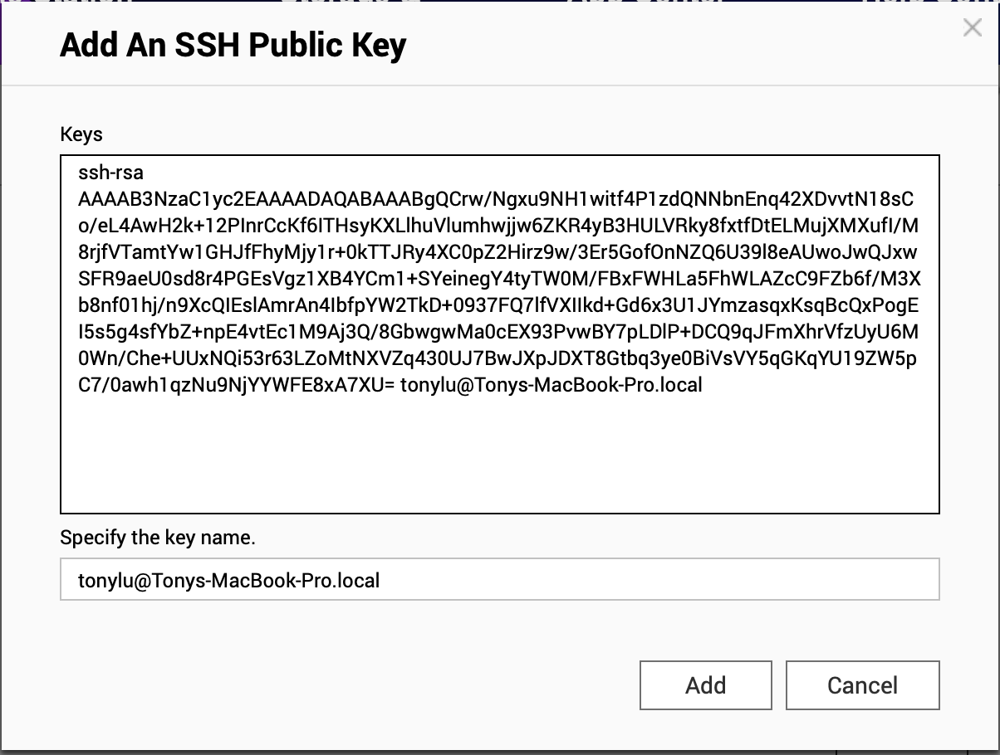 Add An SSH Public Key
Keys
ssh-rsa
AAAAB3NzaC1yc2EAAAADAQABAAABgQCrw/Ngxu9NH1witf4P1zdQNNbnEnq42XDvvtN18sC
o/eL4AwH2k+12PInrCcKf6ITHsyKXLlhuVlumhwjjw6ZKR4yB3HULVRky8fxtfDtELMujXMXufI/M
8rjfVTamtYw1GHJfFhyMjy1r+0kTTJRy4XC0pZ2Hirz9w/3Er5GofOnNZQ6U39l8eAUwoJwQJxw
SFR9aeU0sd8r4PGEsVgz1XB4YCm1+SYeinegY4tyTW0M/FBxFWHLa5FhWLAZcC9FZb6f/M3X
b8nf01hj/n9XcQIEslAmrAn4IbfpYW2TkD+0937FQ7lfVXIIkd+Gd6x3U1JYmzasqxKsqBcQxPogE
I5s5g4sfYbZ+npE4vtEc1M9Aj3Q/8GbwgwMa0cEX93PvwBY7pLDlP+DCQ9qJFmXhrVfzUyU6M
0Wn/Che+UUxNQi53r63LZoMtNXVZq430UJ7BwJXpJDXT8Gtbq3ye0BiVsVY5qGKqYU19ZW5p
C7/0awh1qzNu9NjYYWFE8xA7XU= tonylu@Tonys-MacBook-Pro.local
Specify the key name.
tonylu@Tonys-MacBook-Pro.local
Add
Cancel